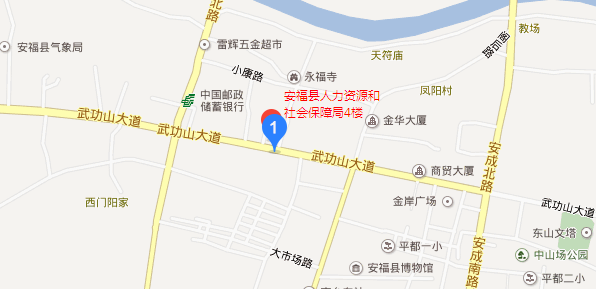 北路
教场
雷辉五金超市
安福县气象局
南后路
天符庙
小康路
永福寺
凤阳村
中国邮政
储蓄银行
安福县人力资源和
社会保障局4楼
武功山大道
武功山大道
1
金华大厦
武功山大道
安成北路
商贸大厦
西门阳家
金岸广场
武功山大道
东山文塔
大市场路
平都一小
安成南路
中山场公园
安福县博物馆
平都二小